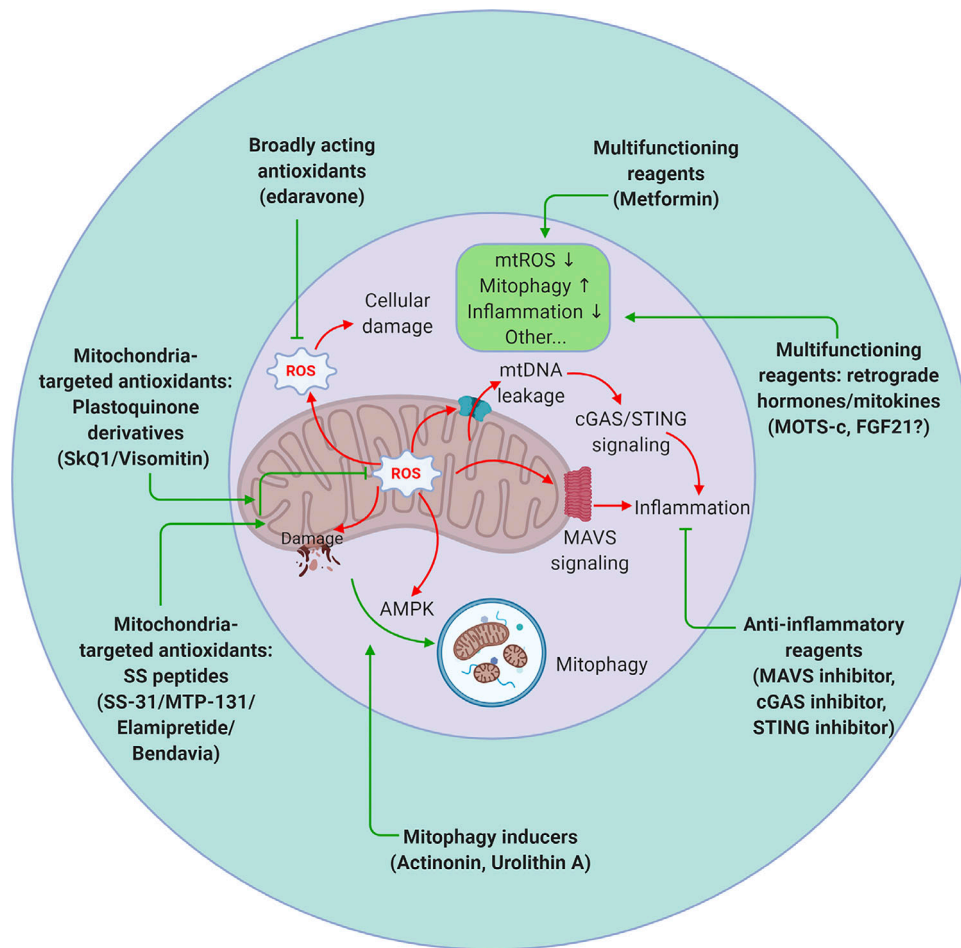 Broadly acting
antioxidants
(edaravone)
Multifunctioning
reagents
(Metformin)
mtROS ↓
Mitophagy ↑
Inflammation ↓
Other...
Cellular
damage
ROS
Mitochondria-
targeted antioxidants:
Plastoquinone
derivatives
(SkQ1/Visomitin)
mtDNA
leakage
cGAS/STING
signaling
Multifunctioning
reagents: retrograde
hormones/mitokines
(MOTS-c, FGF21?)
ROS
Inflammation
MAVS
signaling
Damage
AMPK
Mitophagy
Mitochondria-
targeted antioxidants:
SS peptides
(SS-31/MTP-131/
Elamipretide/
Bendavia)
Anti-inflammatory
reagents
(MAVS inhibitor,
cGAS inhibitor,
STING inhibitor)
Mitophagy inducers
(Actinonin, Urolithin A)